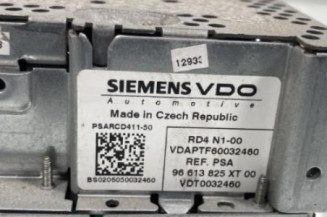 12933
SIEMENS VDO
Automotive
Made in Czech Republic
PSARCD411-50
RD4 N1-00
VDAPTF60032460
REF. PSA
96 613 825 XT 00
VDT0032460
BS0206050032460